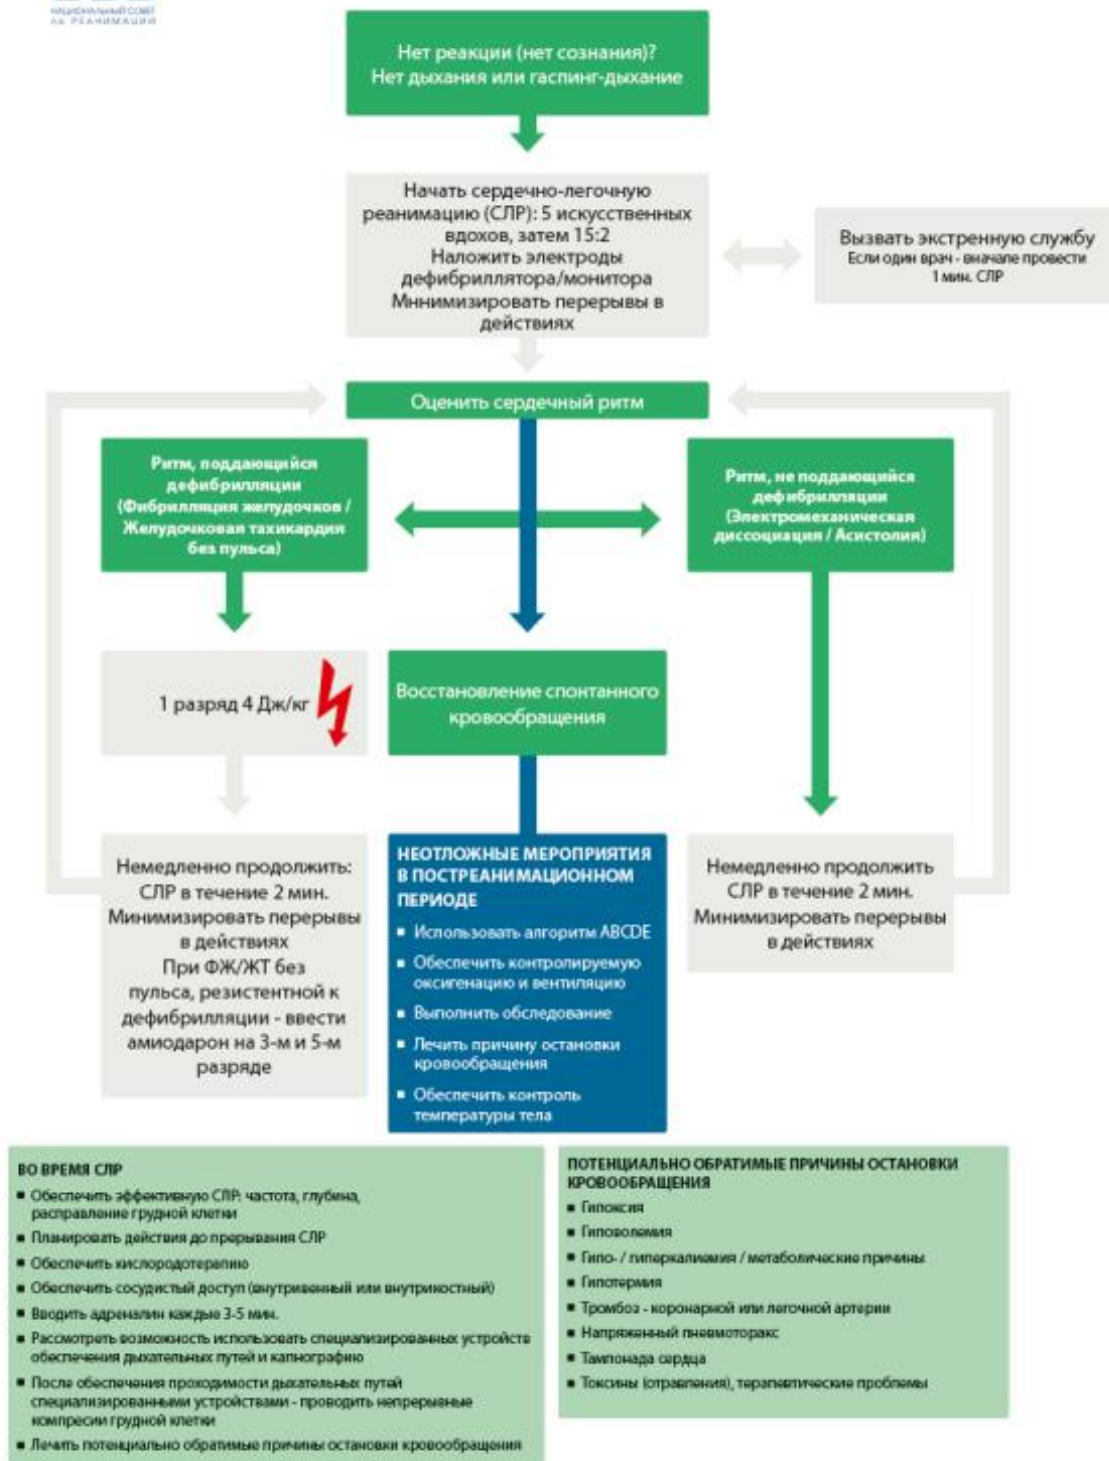 НАЦИОНАЛЬНЫЙ СОВЕТ
ПО РЕАНИМАЦИИ
Нет реакции (нет сознания)?
Нет дыхания или гаспинг-дыхание
Начать сердечно-легочную
реанимацию (СЛР): 5 искусственных
вдохов, затем 15:2
Наложить электроды
дефибриллятора/монитора
Мннимизировать перерывы в
действиях
Вызвать экстренную службу
Если один врач - вначале провести
1 мин. СЛР
Оценить сердечный ритм
Ритм, поддающийся
дефибрилляции
(Фибрилляция желудочков /
Желудочковая тахикардия
без пульса)
Ритм, не поддающийся
дефибрилляции
(Электромеханическая
диссоциация / Асистолия)
1 разряд 4 Дж/кг
Восстановление спонтанного
кровообращения
Немедленно продолжить:
СЛР в течение 2 мин.
Минимизировать перерывы
в действиях
При ФЖ/ЖТ без
пульса, резистентной к
дефибрилляции - ввести
амиодарон на 3-м и 5-м
разряде
НЕОТЛОЖНЫЕ МЕРОПРИЯТИЯ
В ПОСТРЕАНИМАЦИОННОМ
ПЕРИОДЕ
▪ Использовать алгоритм ABCDE
▪ Обеспечить контролируемую
оксигенацию и вентиляцию
▪ Выполнить обследование
▪ Лечить причину остановки
кровообращения
▪ Обеспечить контроль
температуры тела
Немедленно продолжить
СЛР в течение 2 мин.
Минимизировать перерывы
в действиях
ВО ВРЕМЯ СЛР
▪ Обеспечить эффективную СЛР: частота, глубина,
расправление грудной клетки
▪ Планировать действия до прерывания СЛР
▪ Обеспечить кислородотерапию
▪ Обеспечить сосудистый доступ (внутривенный или внутрикостный)
▪ Вводить адреналин каждые 3-5 мин.
▪ Рассмотреть возможность использовать специализированных устройств
обеспечения дыхательных путей и капнографию
▪ После обеспечения проходимости дыхательных путей
специализированными устройствами - проводить непрерывные
компресии грудной клетки
▪ Лечить потенциально обратимые причины остановки кровообращения
ПОТЕНЦИАЛЬНО ОБРАТИМЫЕ ПРИЧИНЫ ОСТАНОВКИ
КРОВООБРАЩЕНИЯ
▪ Гипоксия
▪ Гиповолемия
▪ Гипо- / гиперкалиемия / метаболические причины
▪ Гипотермия
▪ Тромбоз - коронарной или легочной артерии
▪ Напряженный пневмоторакс
▪ Тампонада сердца
▪ Токсины (отравления), терапевтические проблемы